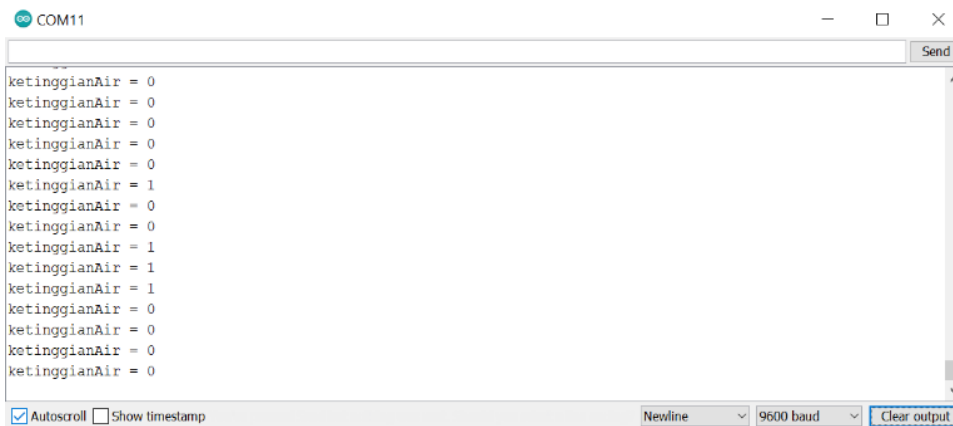 COM11
Send
ketinggianAir = 0
ketinggianAir = 0
ketinggianAir = 0
ketinggianAir = 0
ketinggianAir = 0
ketinggianAir = 1
ketinggianAir = 0
ketinggianAir = 0
ketinggianAir = 1
ketinggianAir = 1
ketinggianAir = 1
ketinggianAir = 0
ketinggianAir = 0
ketinggianAir = 0
ketinggianAir = 0
Autoscroll Show timestamp Newline 9600 baud Clear output